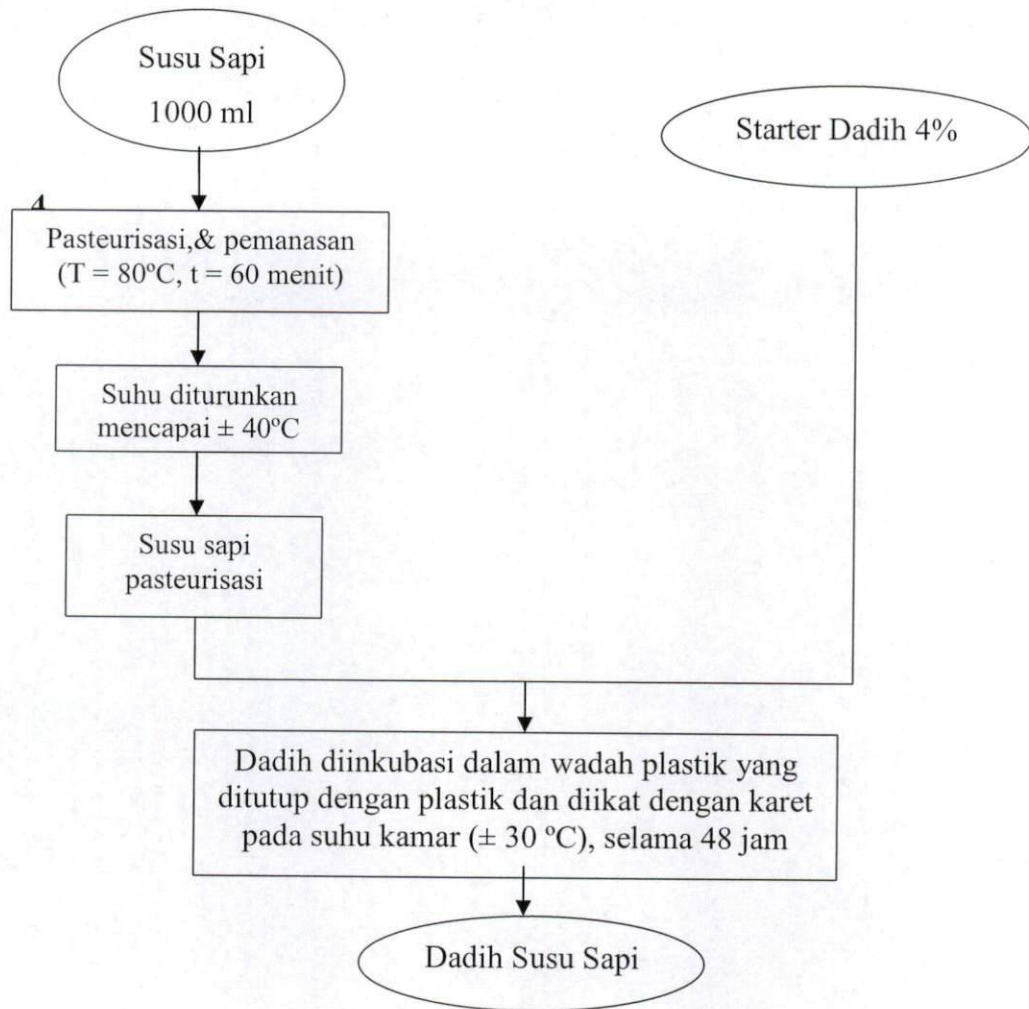 Susu Sapi
1000 ml
Starter Dadih 4%
4
Pasteurisasi,& pemanasan
(T = 80ºC, t = 60 menit)
Suhu diturunkan
mencapai ± 40ºC
Susu sapi
pasteurisasi
Dadih diinkubasi dalam wadah plastik yang
ditutup dengan plastik dan diikat dengan karet
pada suhu kamar (± 30 ºC), selama 48 jam
Dadih Susu Sapi